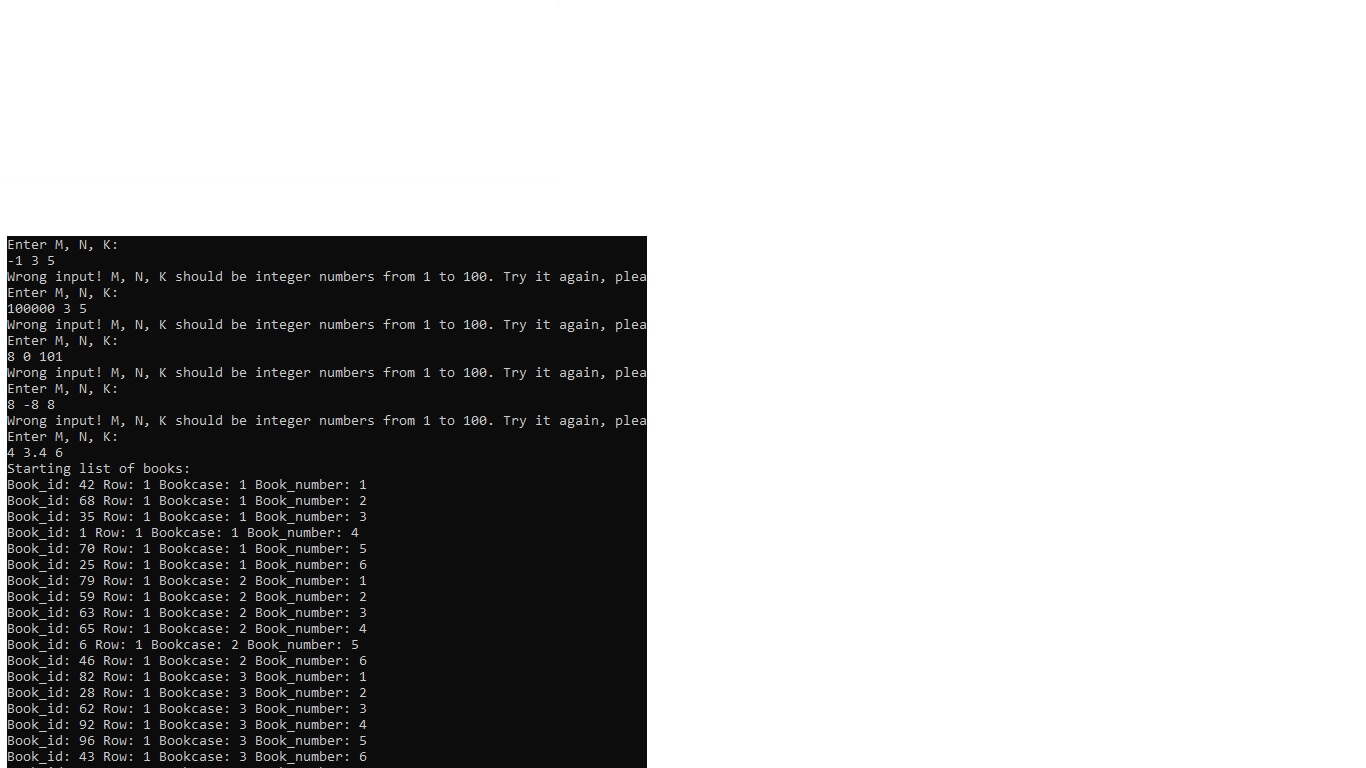 Enter M, N, K:
-1 3 5
Wrong input! M, N, K should be integer numbers from 1 to 100. Try it again, plea
Enter M, N, K:
100000 3 5
Wrong input! M, N, K should be integer numbers from 1 to 100. Try it again, plea
Enter M, N, K:
8 0 101
Wrong input! M, N, K should be integer numbers from 1 to 100. Try it again, plea
Enter M, N, K:
8 -8 8
Wrong input! M, N, K should be integer numbers from 1 to 100. Try it again, plea
Enter M, N, K:
4 3.4 6
Starting list of books:
Book_id: 42 Row: 1 Bookcase: 1 Book_number: 1
Book_id: 68 Row: 1 Bookcase: 1 Book_number: 2
Book_id: 35 Row: 1 Bookcase: 1 Book_number: 3
Book_id: 1 Row: 1 Bookcase: 1 Book_number: 4
Book_id: 70 Row: 1 Bookcase: 1 Book_number: 5
Book_id: 25 Row: 1 Bookcase: 1 Book_number: 6
Book_id: 79 Row: 1 Bookcase: 2 Book_number: 1
Book_id: 59 Row: 1 Bookcase: 2 Book_number: 2
Book_id: 63 Row: 1 Bookcase: 2 Book_number: 3
Book_id: 65 Row: 1 Bookcase: 2 Book_number: 4
Book_id: 6 Row: 1 Bookcase: 2 Book_number: 5
Book_id: 46 Row: 1 Bookcase: 2 Book_number: 6
Book_id: 82 Row: 1 Bookcase: 3 Book_number: 1
Book_id: 28 Row: 1 Bookcase: 3 Book_number: 2
Book_id: 62 Row: 1 Bookcase: 3 Book_number: 3
Book_id: 92 Row: 1 Bookcase: 3 Book_number: 4
Book_id: 96 Row: 1 Bookcase: 3 Book_number: 5
Book_id: 43 Row: 1 Bookcase: 3 Book_number: 6